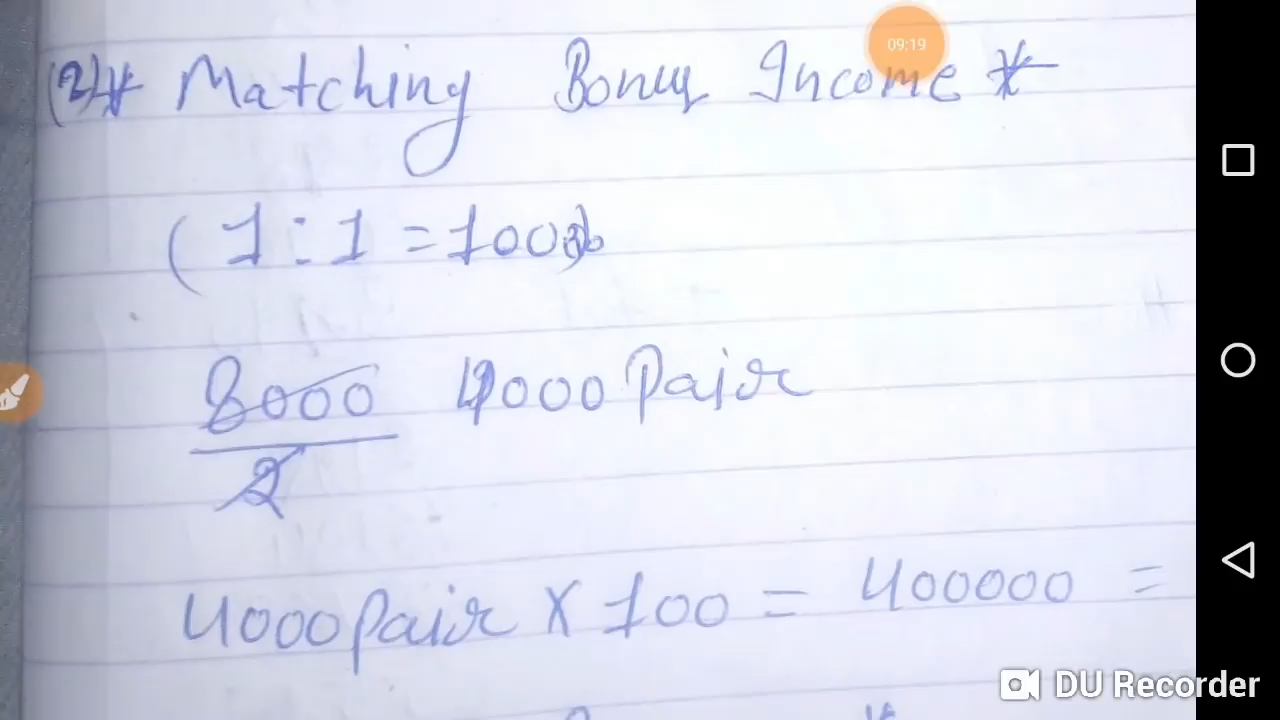 (2)* Matching Bonus Income *
09:19
(1:1 = 100
8000 4000 Pair
2
4000 Pair X 100 = 400000 =
DU Recorder